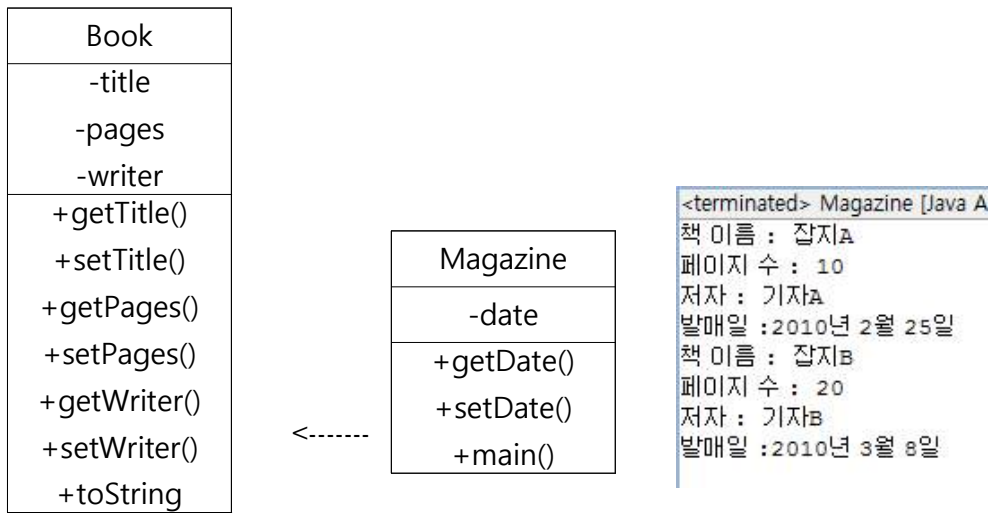 Book
-title
-pages
-writer
+getTitle()
+setTitle()
+getPages()
+setPages()
+getWriter()
+setWriter()
+toString
<-------
Magazine
-date
+getDate()
+setDate()
+main()
<terminated> Magazine [Java A
책 이름 : 잡지A
페이지 수 : 10
저자 : 기자A
발매일 :2010년 2월 25일
책 이름 : 잡지B
페이지 수 : 20
저자 : 기자B
발매일 :2010년 3월 8일